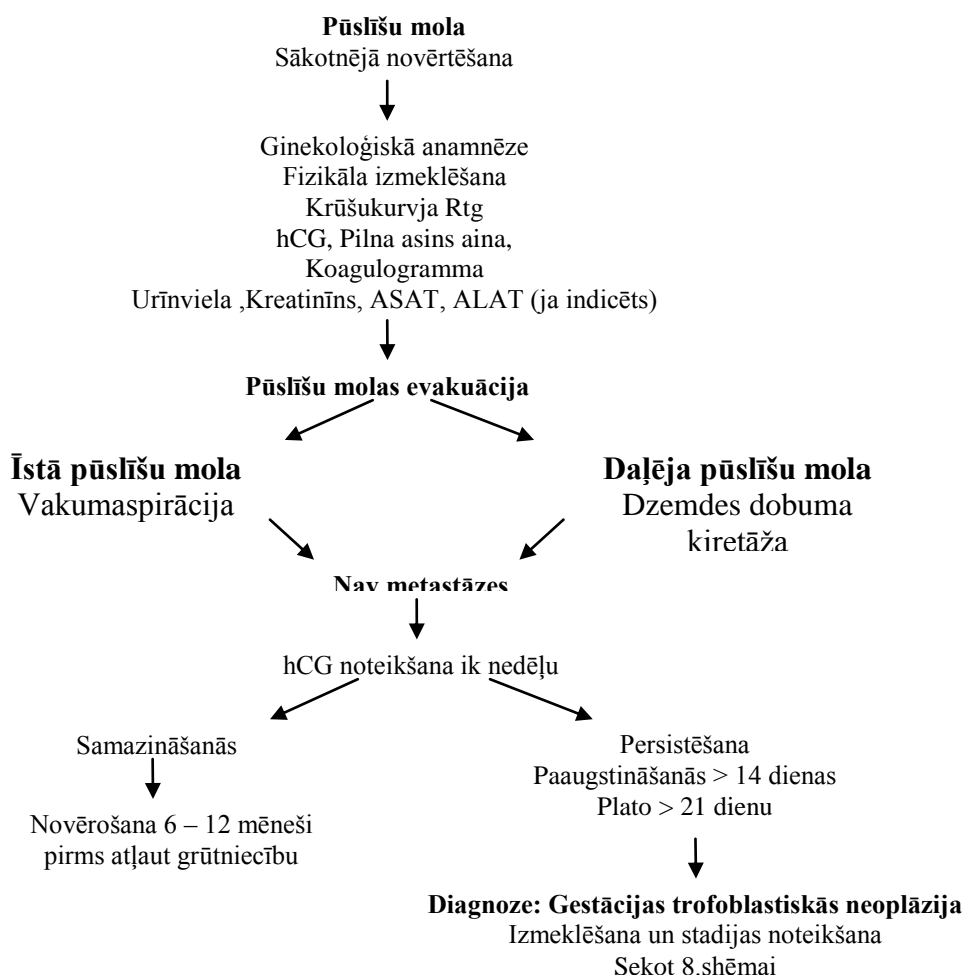 Pūslīšu mola
Sākotnējā novērtēšana
Ginekoloģiskā anamnēze
Fizikāla izmeklēšana
Krūšukurvja Rtg
hCG, Pilna asins aina,
Koagulogramma
Urīnviela ,Kreatinīns, ASAT, ALAT (ja indicēts)
Pūslīšu molas evakuācija
Īstā pūslīšu mola
Vakumaspirācija
Daļēja pūslīšu mola
Dzemdes dobuma
kiretāža
Nav metastāzes
hCG noteikšana ik nedēļu
Samazināšanās
Novērošana 6 – 12 mēneši
pirms atļaut grūtniecību
Persistēšana
Paaugstināšanās > 14 dienas
Plato > 21 dienu
Diagnoze: Gestācijas trofoblastiskās neoplāzija
Izmeklēšana un stadijas noteikšana
Sekot 8.shēmai